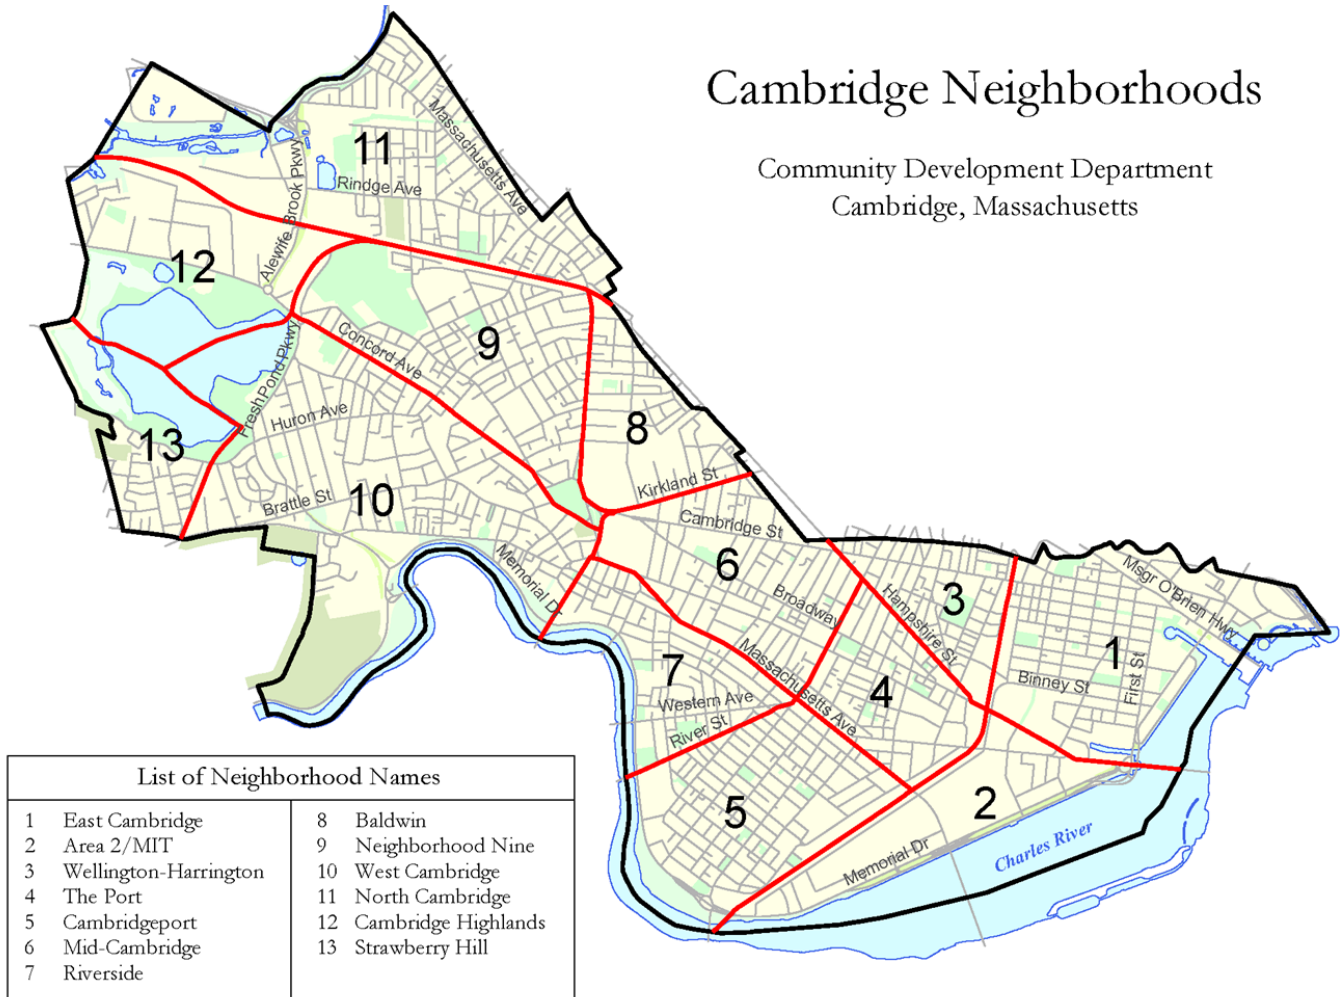 Cambridge Neighborhoods
Community Development Department
Cambridge, Massachusetts
11
Massachusetts Ave
Rindge Ave
Alewife Brook Pkwy
12
9
Concord Ave
Fresh Pond Pkwy
Huron Ave
8
13
Kirkland St
Brattle St
10
Cambridge St
6
Memorial Dr
Broadway
Hampshire St
3
Msgr O'Brien Hwy
1
First St
Binney St
7
Massachusetts Ave
Western Ave
River St
4
5
2
Memorial Dr
Charles River
List of Neighborhood Names
1 East Cambridge
2 Area 2/MIT
3 Wellington-Harrington
4 The Port
5 Cambridgeport
6 Mid-Cambridge
7 Riverside
8 Baldwin
9 Neighborhood Nine
10 West Cambridge
11 North Cambridge
12 Cambridge Highlands
13 Strawberry Hill